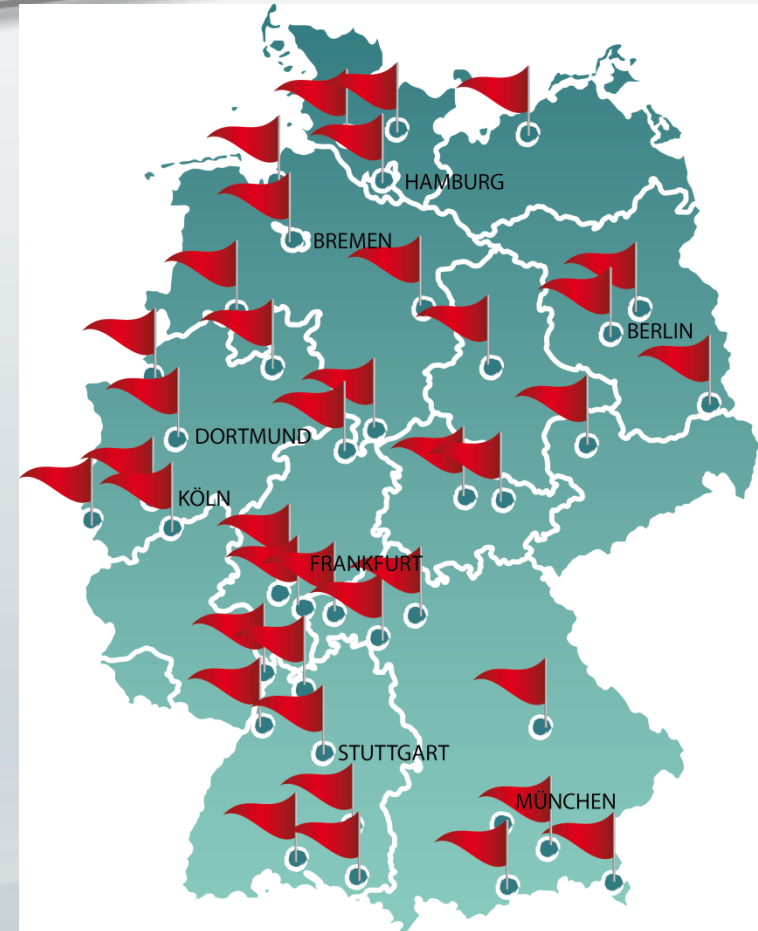 HAMBURG
BREMEN
BERLIN
DORTMUND
KÖLN
FRANKFURT
STUTTGART
MÜNCHEN